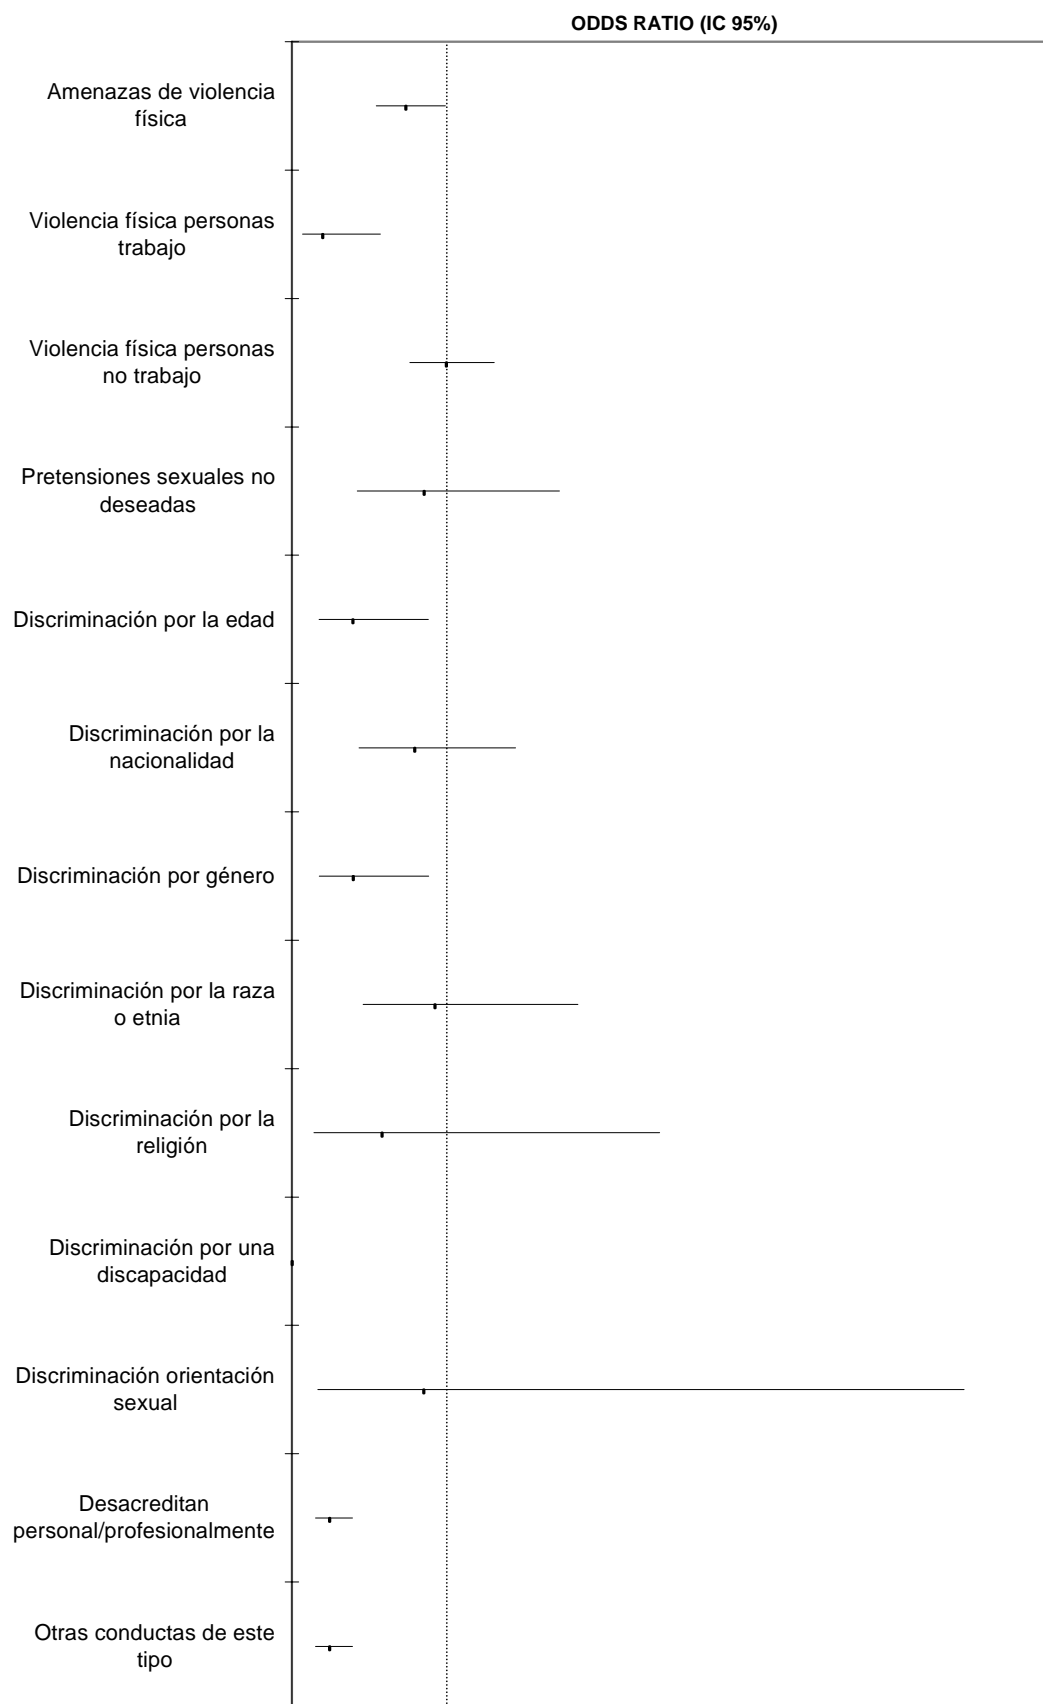 ODDS RATIO (IC 95%)
Amenazas de violencia
física
Violencia física personas
trabajo
Violencia física personas
no trabajo
Pretensiones sexuales no
deseadas
Discriminación por la edad
Discriminación por la
nacionalidad
Discriminación por género
Discriminación por la raza
o etnia
Discriminación por la
religión
Discriminación por una
discapacidad
Discriminación orientación
sexual
Desacreditan
personal/profesionalmente
Otras conductas de este
tipo